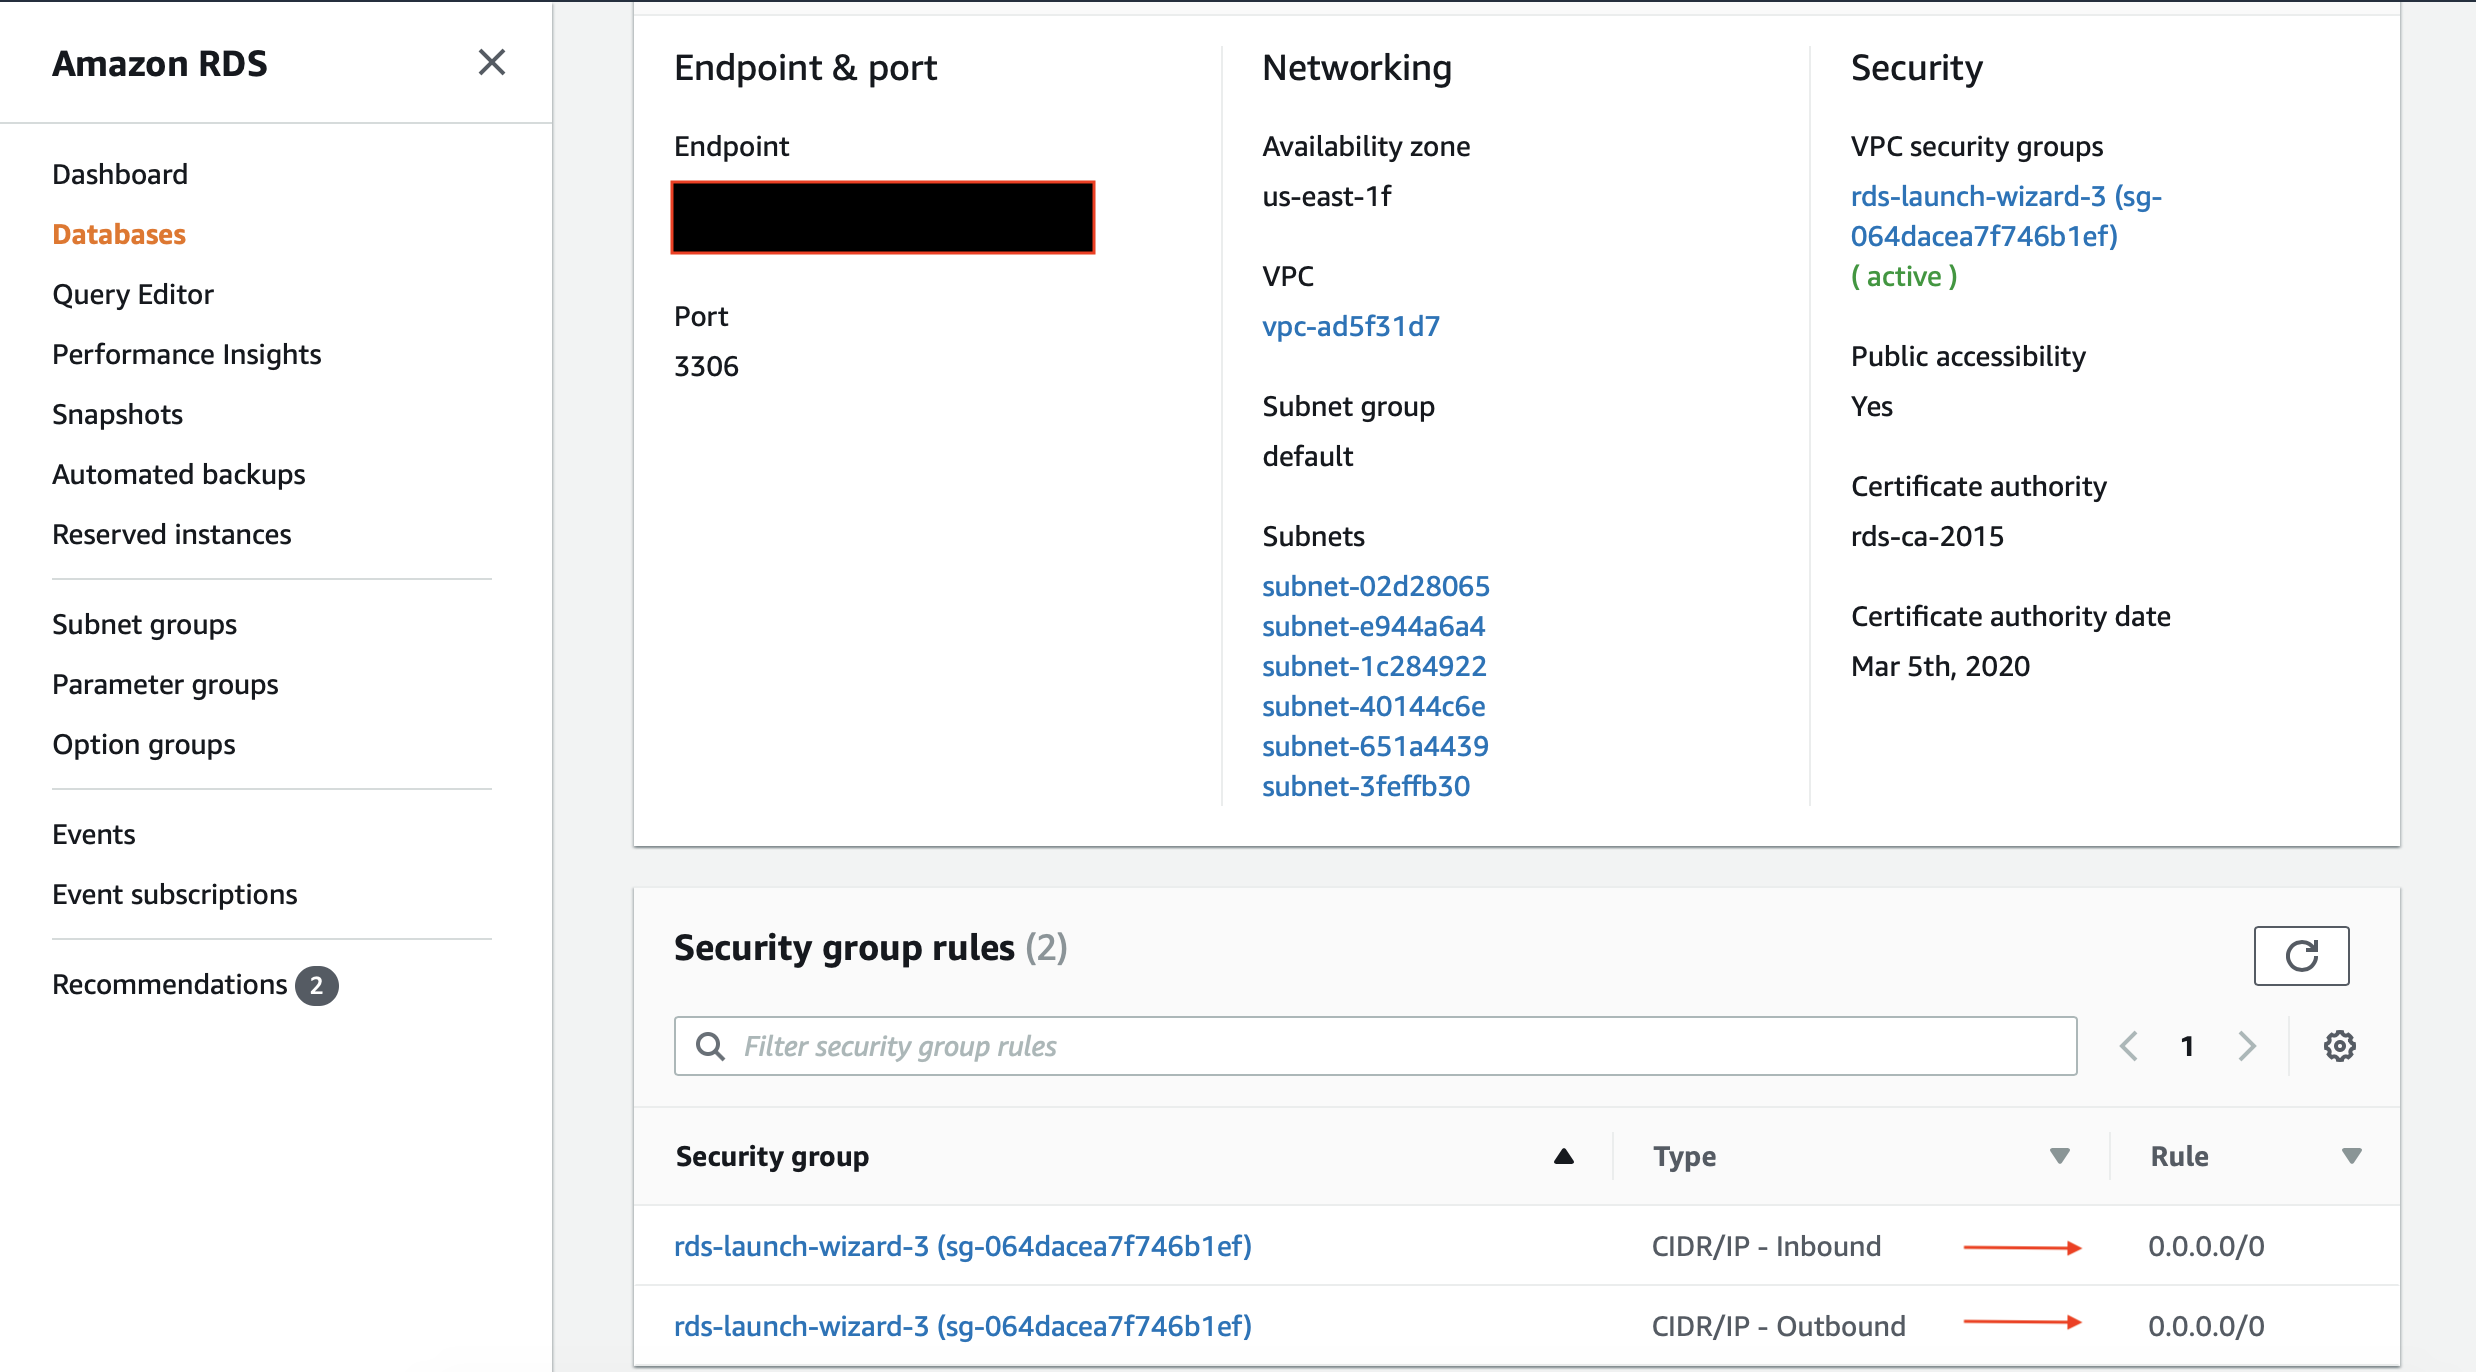 Amazon RDS
Dashboard
Databases
Query Editor
Performance Insights
Snapshots
Automated backups
Reserved instances
Subnet groups
Parameter groups
Option groups
Events
Event subscriptions
Recommendations 2
Endpoint & port
Endpoint
Port
3306
Networking
Availability zone
us-east-1f
VPC
vpc-ad5f31d7
Subnet group
default
Subnets
subnet-02d28065
subnet-e944a6a4
subnet-1c284922
subnet-40144c6e
subnet-651a4439
subnet-3feffb30
Security
VPC security groups
rds-launch-wizard-3 (sg-
064dacea7f746b1ef)
( active )
Public accessibility
Yes
Certificate authority
rds-ca-2015
Certificate authority date
Mar 5th, 2020
Security group rules (2)
Filter security group rules
1
Security group Type Rule
rds-launch-wizard-3 (sg-064dacea7f746b1ef) CIDR/IP - Inbound 0.0.0.0/0
rds-launch-wizard-3 (sg-064dacea7f746b1ef) CIDR/IP - Outbound 0.0.0.0/0